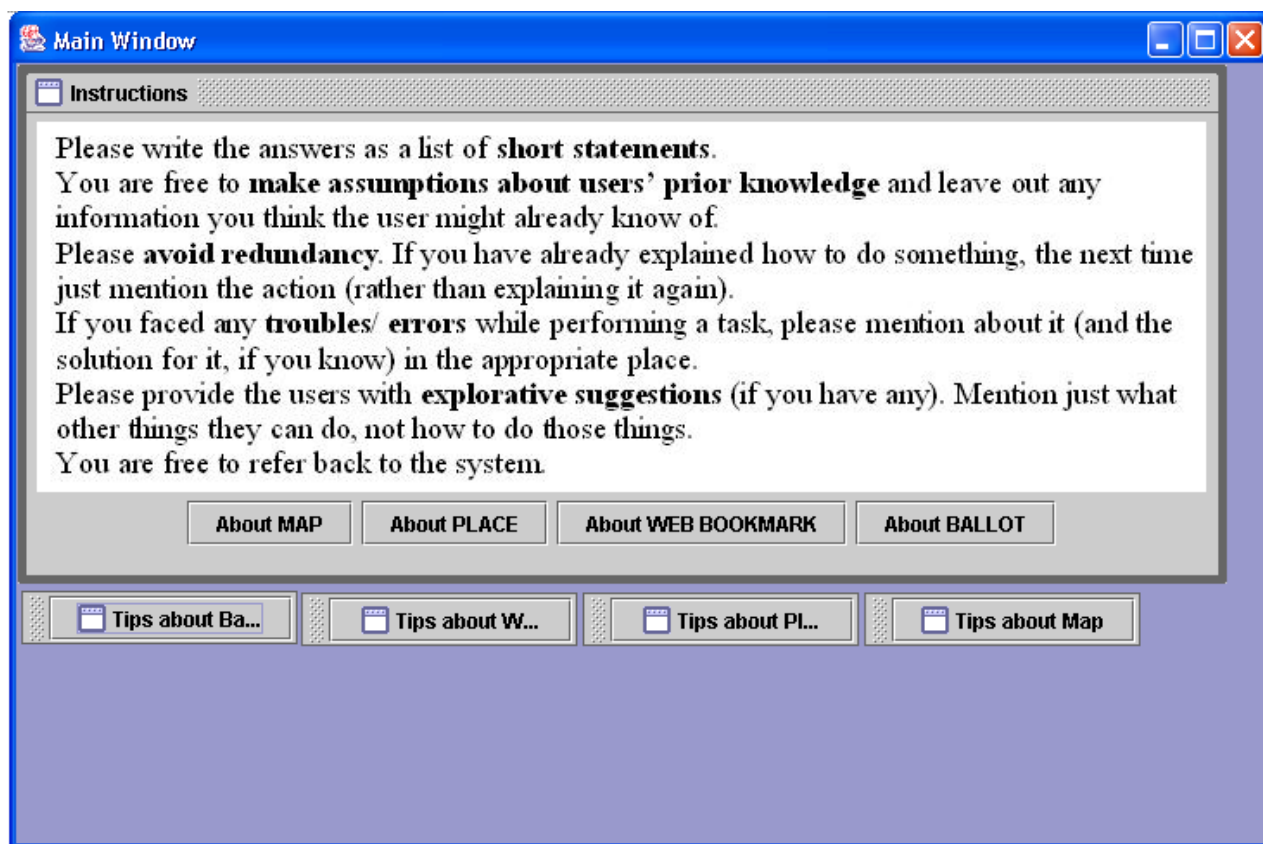 Main Window
Instructions
Please write the answers as a list of short statements.
You are free to make assumptions about users' prior knowledge and leave out any
information you think the user might already know of.
Please avoid redundancy. If you have already explained how to do something, the next time
just mention the action (rather than explaining it again).
If you faced any troubles/ errors while performing a task, please mention about it (and the
solution for it, if you know) in the appropriate place.
Please provide the users with explorative suggestions (if you have any). Mention just what
other things they can do, not how to do those things.
You are free to refer back to the system.
About MAP About PLACE About WEB BOOKMARK About BALLOT
Tips about Ba... Tips about W... Tips about Pl... Tips about Map